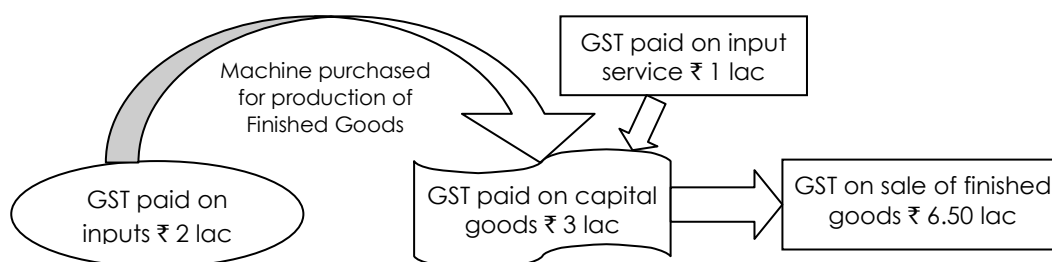 GST paid on input
service ₹ 1 lac
Machine purchased
for production of
Finished Goods
GST paid on
inputs ₹ 2 lac
GST paid on capital
goods ₹ 3 lac
GST on sale of finished
goods ₹ 6.50 lac